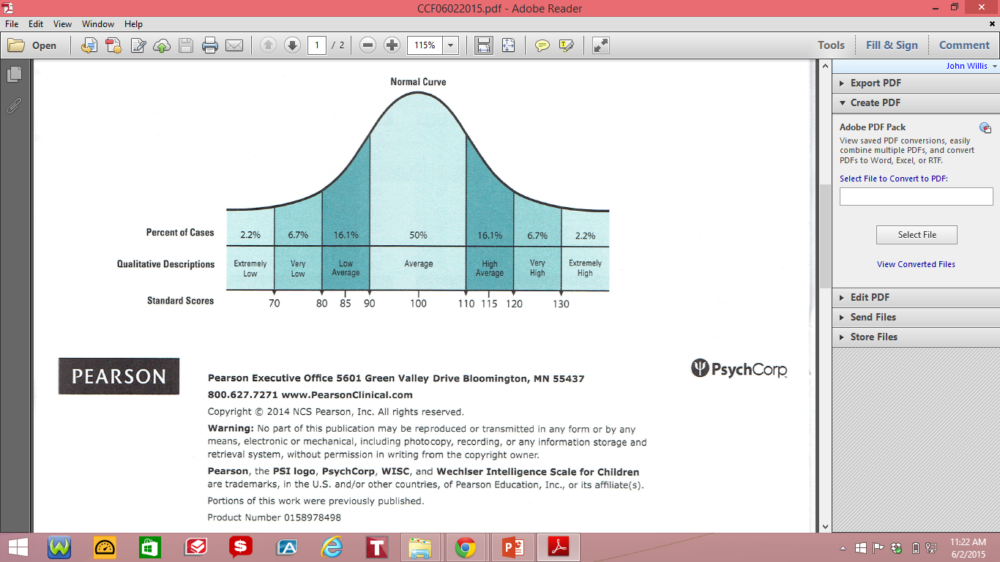 CCF06022015.pdf - Adobe Reader
File Edit View Window Help
Open 1 / 2 115% Tools Fill & Sign Comment
John Willis
Export PDF
Create PDF
Adobe PDF Pack
View saved PDF conversions, easily
combine multiple PDFs, and convert
PDFs to Word, Excel, or RTF.
Select File to Convert to PDF:
Select File
View Converted Files
Edit PDF
Send Files
Store Files
Normal Curve
Percent of Cases 2.2% 6.7% 16.1% 50% 16.1% 6.7% 2.2%
Qualitative Descriptions Extremely Low Very Low Low Average Average High Average Very High Extremely High
Standard Scores 70 80 85 90 100 110 115 120 130
PEARSON
PsychCorp
Pearson Executive Office 5601 Green Valley Drive Bloomington, MN 55437
800.627.7271 www.PearsonClinical.com
Copyright © 2014 NCS Pearson, Inc. All rights reserved.
Warning: No part of this publication may be reproduced or transmitted in any form or by any
means, electronic or mechanical, including photocopy, recording, or any information storage and
retrieval system, without permission in writing from the copyright owner.
Pearson, the PSI logo, PsychCorp, WISC, and Wechlser Intelligence Scale for Children
are trademarks, in the U.S. and/or other countries, of Pearson Education, Inc., or its affiliate(s).
Portions of this work were previously published.
Product Number 0158978498
11:22 AM
6/2/2015